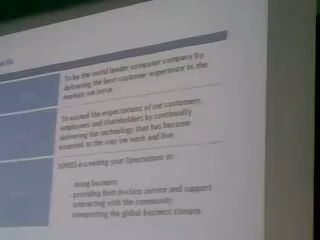 To be the world leader computer company by
delivering the best customer experience in the
markets we serve
To exceed the expectations of our customers,
employees and shareholders by continually
delivering the technology that has become
essential to the way we work and live.
exceeding your Xpectations in
doing business
- providing best-in-class service and support
interacting with the community
interpreting the global business climate